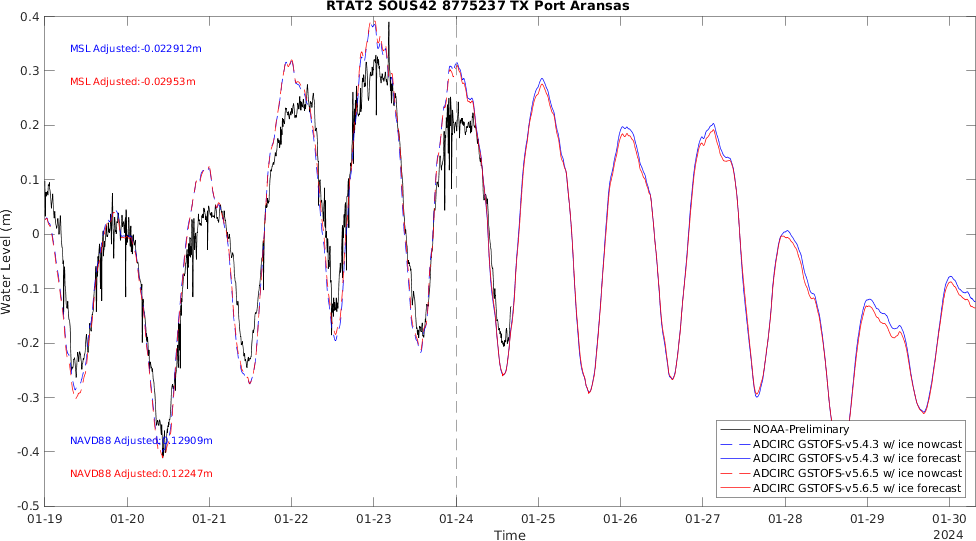 RTAT2 SOUS42 8775237 TX Port Aransas
0.4
0.3
0.2
0.1
0
-0.1
-0.2
-0.3
-0.4
-0.5
Water Level (m)
MSL Adjusted:-0.022912m
MSL Adjusted:-0.02953m
NAVD88 Adjusted:0.12909m
NAVD88 Adjusted:0.12247m
NOAA-Preliminary
ADCIRC GSTOFS-v5.4.3 w/ ice nowcast
ADCIRC GSTOFS-v5.4.3 w/ ice forecast
ADCIRC GSTOFS-v5.6.5 w/ ice nowcast
ADCIRC GSTOFS-v5.6.5 w/ ice forecast
01-19 01-20 01-21 01-22 01-23 01-24 01-25 01-26 01-27 01-28 01-29 01-30
Time 2024